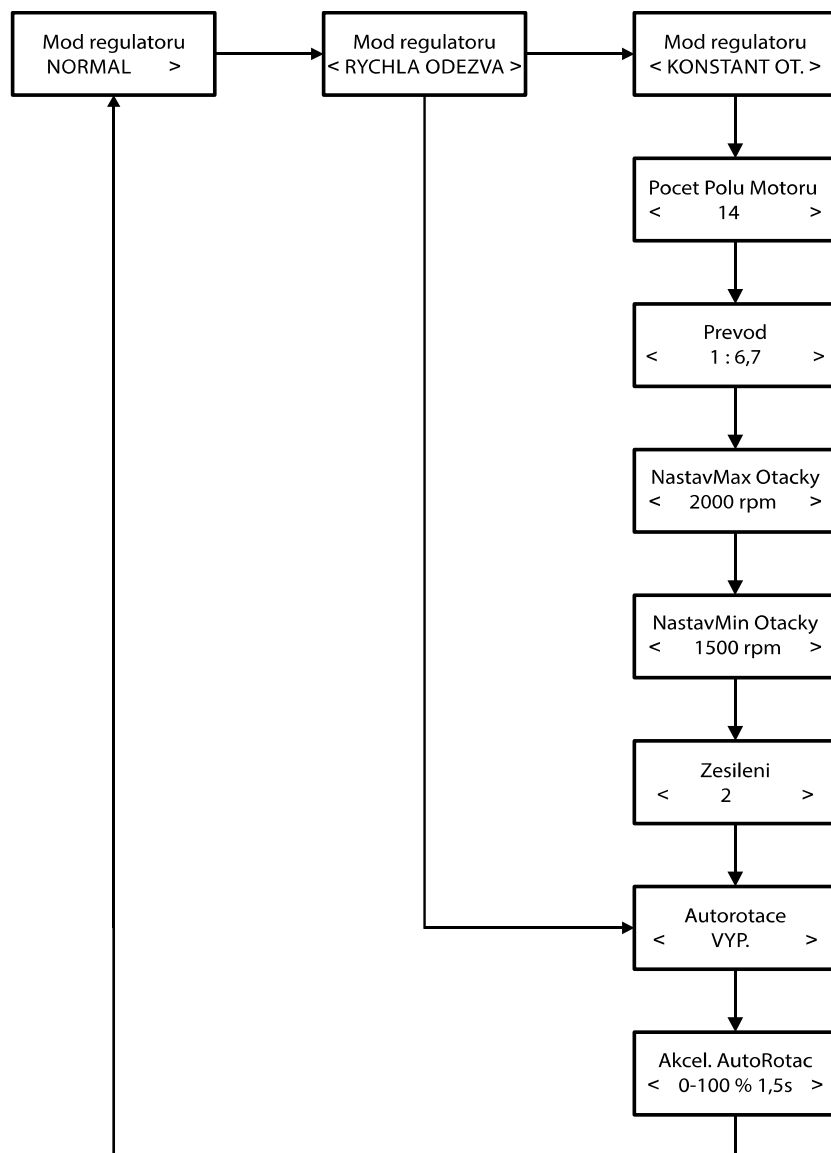 Mod regulatoru
NORMAL >
Mod regulatoru
< RYCHLA ODEZVA >
Mod regulatoru
< KONSTANT OT. >
Pocet Polu Motoru
< 14 >
Prevod
< 1 : 6,7 >
NastavMax Otacky
< 2000 rpm >
NastavMin Otacky
< 1500 rpm >
Zesileni
< 2 >
Autorotace
< VYP. >
Akcel. AutoRotac
< 0-100 % 1,5s >